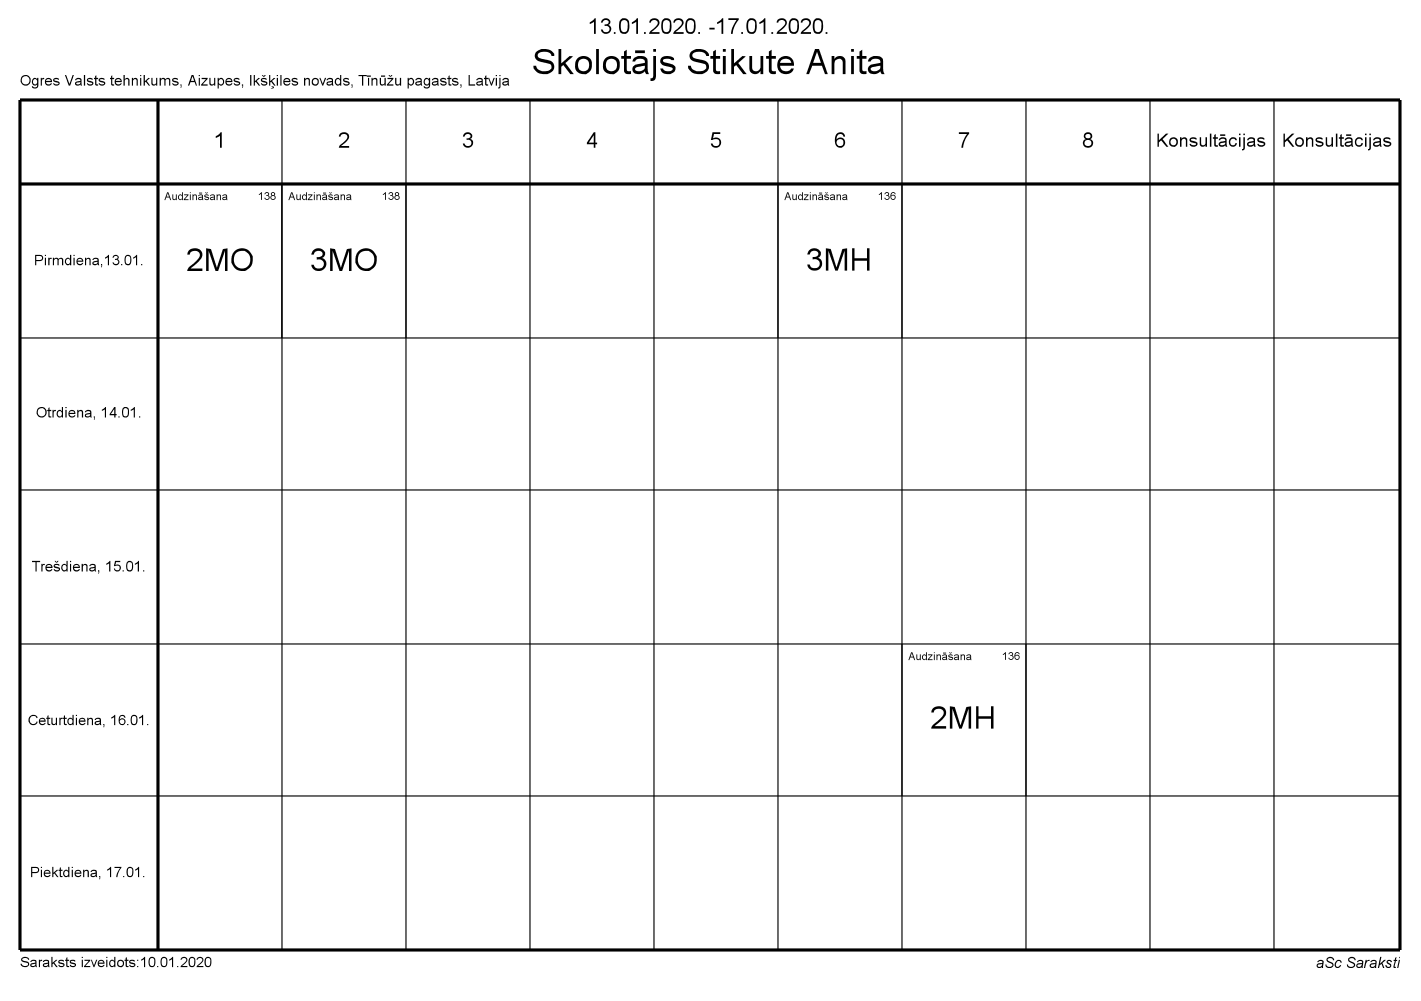 13.01.2020. -17.01.2020.
Skolotājs Stikute Anita
Ogres Valsts tehnikums, Aizupes, Ikšķiles novads, Tīnūžu pagasts, Latvija
1 2 3 4 5 6 7 8 Konsultācijas Konsultācijas
Audzināšana 138 Audzināšana 138 Audzināšana 136
Pirmdiena,13.01. 2MO 3MO 3MH
Otrdiena, 14.01.
Trešdiena, 15.01.
Audzināšana 136
Ceturtdiena, 16.01. 2MH
Piektdiena, 17.01.
Saraksts izveidots:10.01.2020 aSc Saraksti